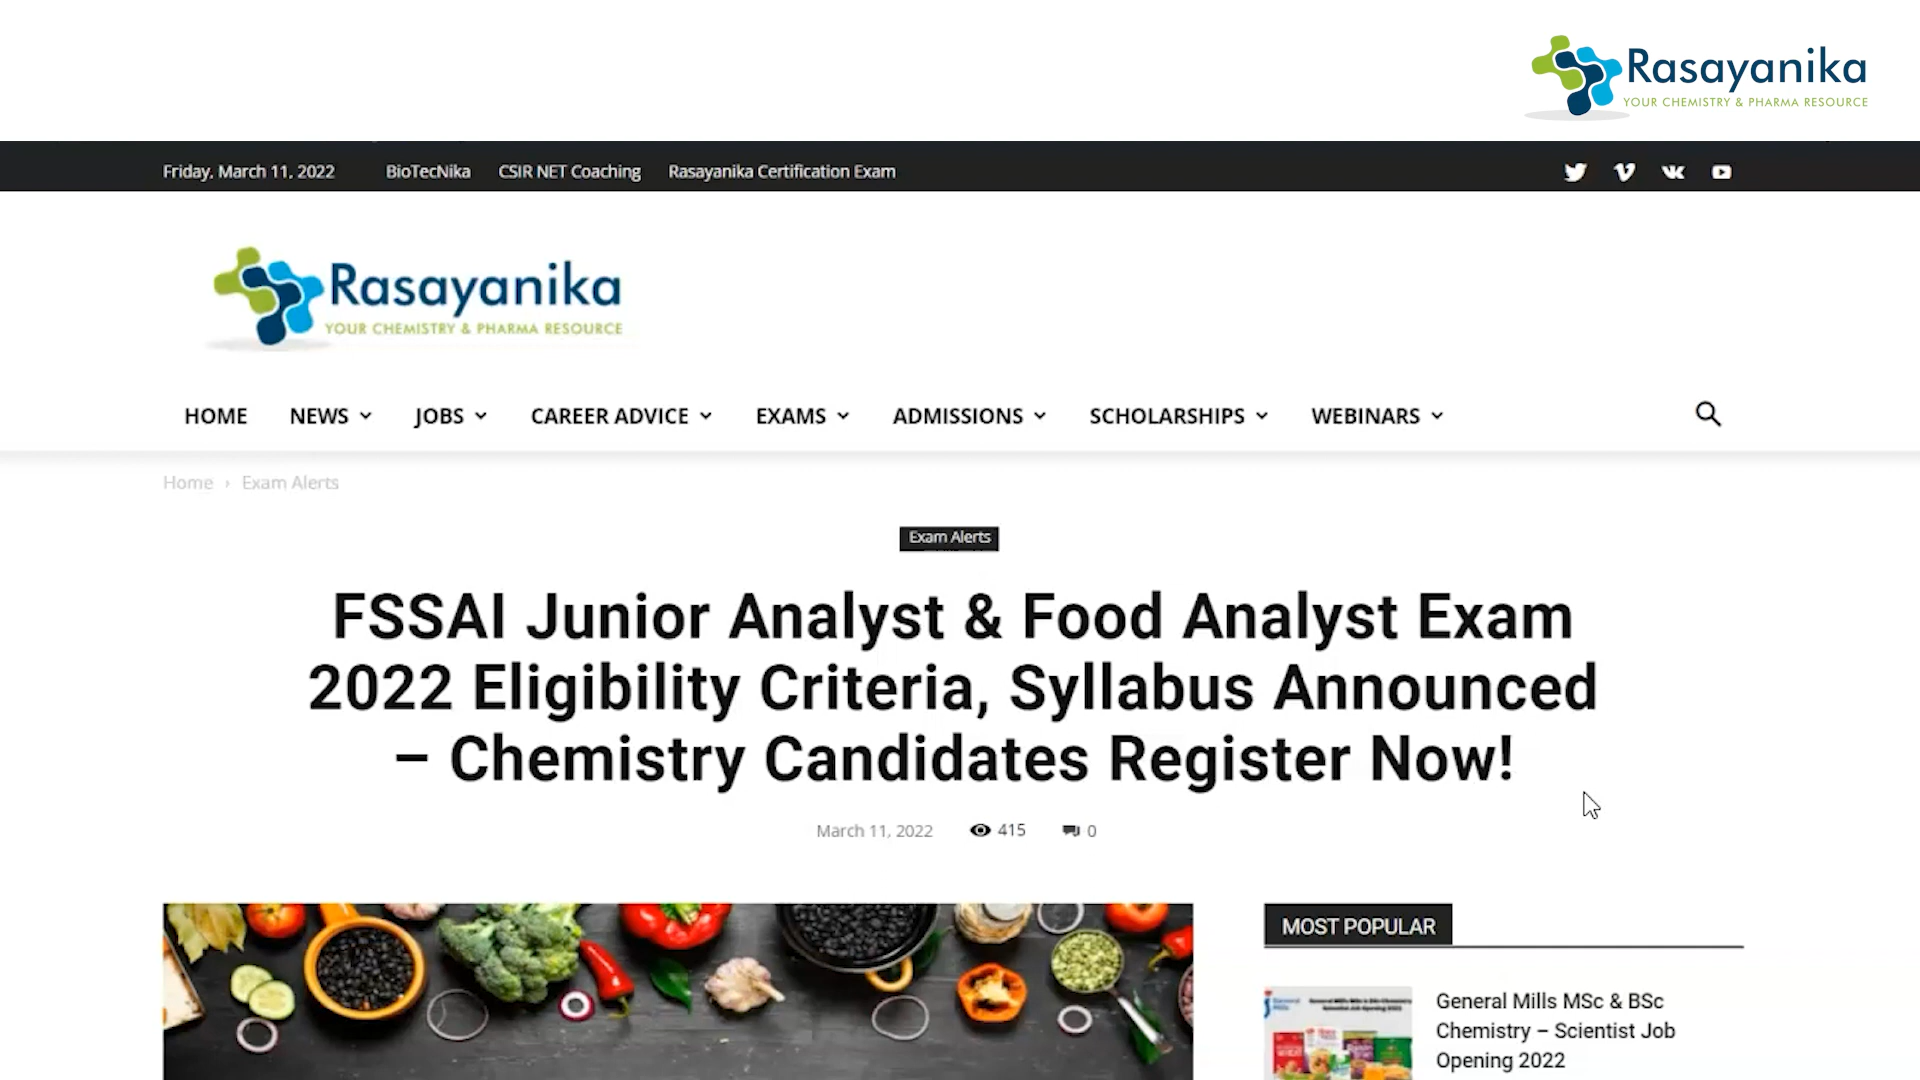 Rasayanika
YOUR CHEMISTRY & PHARMA RESOURCE
Friday, March 11, 2022 BioTecNika CSIR NET Coaching Rasayanika Certification Exam
Rasayanika
YOUR CHEMISTRY & PHARMA RESOURCE
HOME NEWS JOBS CAREER ADVICE EXAMS ADMISSIONS SCHOLARSHIPS WEBINARS
Home › Exam Alerts
Exam Alerts
FSSAI Junior Analyst & Food Analyst Exam
2022 Eligibility Criteria, Syllabus Announced
– Chemistry Candidates Register Now!
March 11, 2022 415 0
MOST POPULAR
General Mills MSc & BSc
Chemistry – Scientist Job
Opening 2022